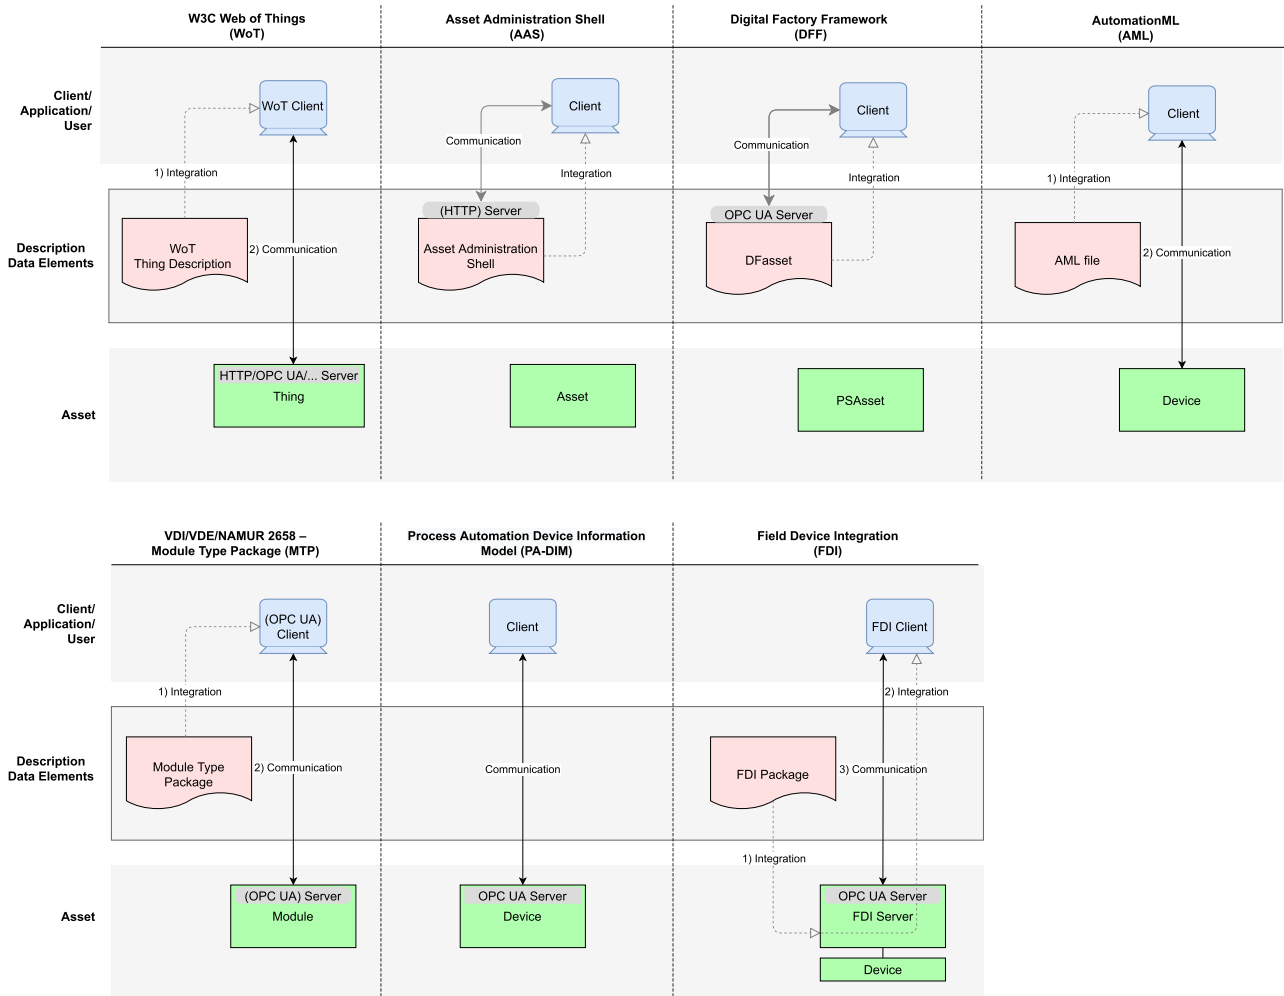 W3C Web of Things
(WoT)
Asset Administration Shell
(AAS)
Digital Factory Framework
(DFF)
AutomationML
(AML)
Client/
Application/
User
WoT Client
Client
Client
Client
Communication
Communication
1) Integration
Integration
Integration
1) Integration
Description
Data Elements
WoT
Thing Description
2) Communication
(HTTP) Server
Asset Administration
Shell
OPC UA Server
DFasset
AML file
2) Communication
Asset
HTTP/OPC UA/... Server
Thing
Asset
PSAsset
Device
VDI/VDE/NAMUR 2658 –
Module Type Package (MTP)
Process Automation Device Information
Model (PA-DIM)
Field Device Integration
(FDI)
Client/
Application/
User
(OPC UA)
Client
Client
FDI Client
1) Integration
2) Integration
Description
Data Elements
Module Type
Package
2) Communication
Communication
FDI Package
3) Communication
1) Integration
Asset
(OPC UA) Server
Module
OPC UA Server
Device
OPC UA Server
FDI Server
Device